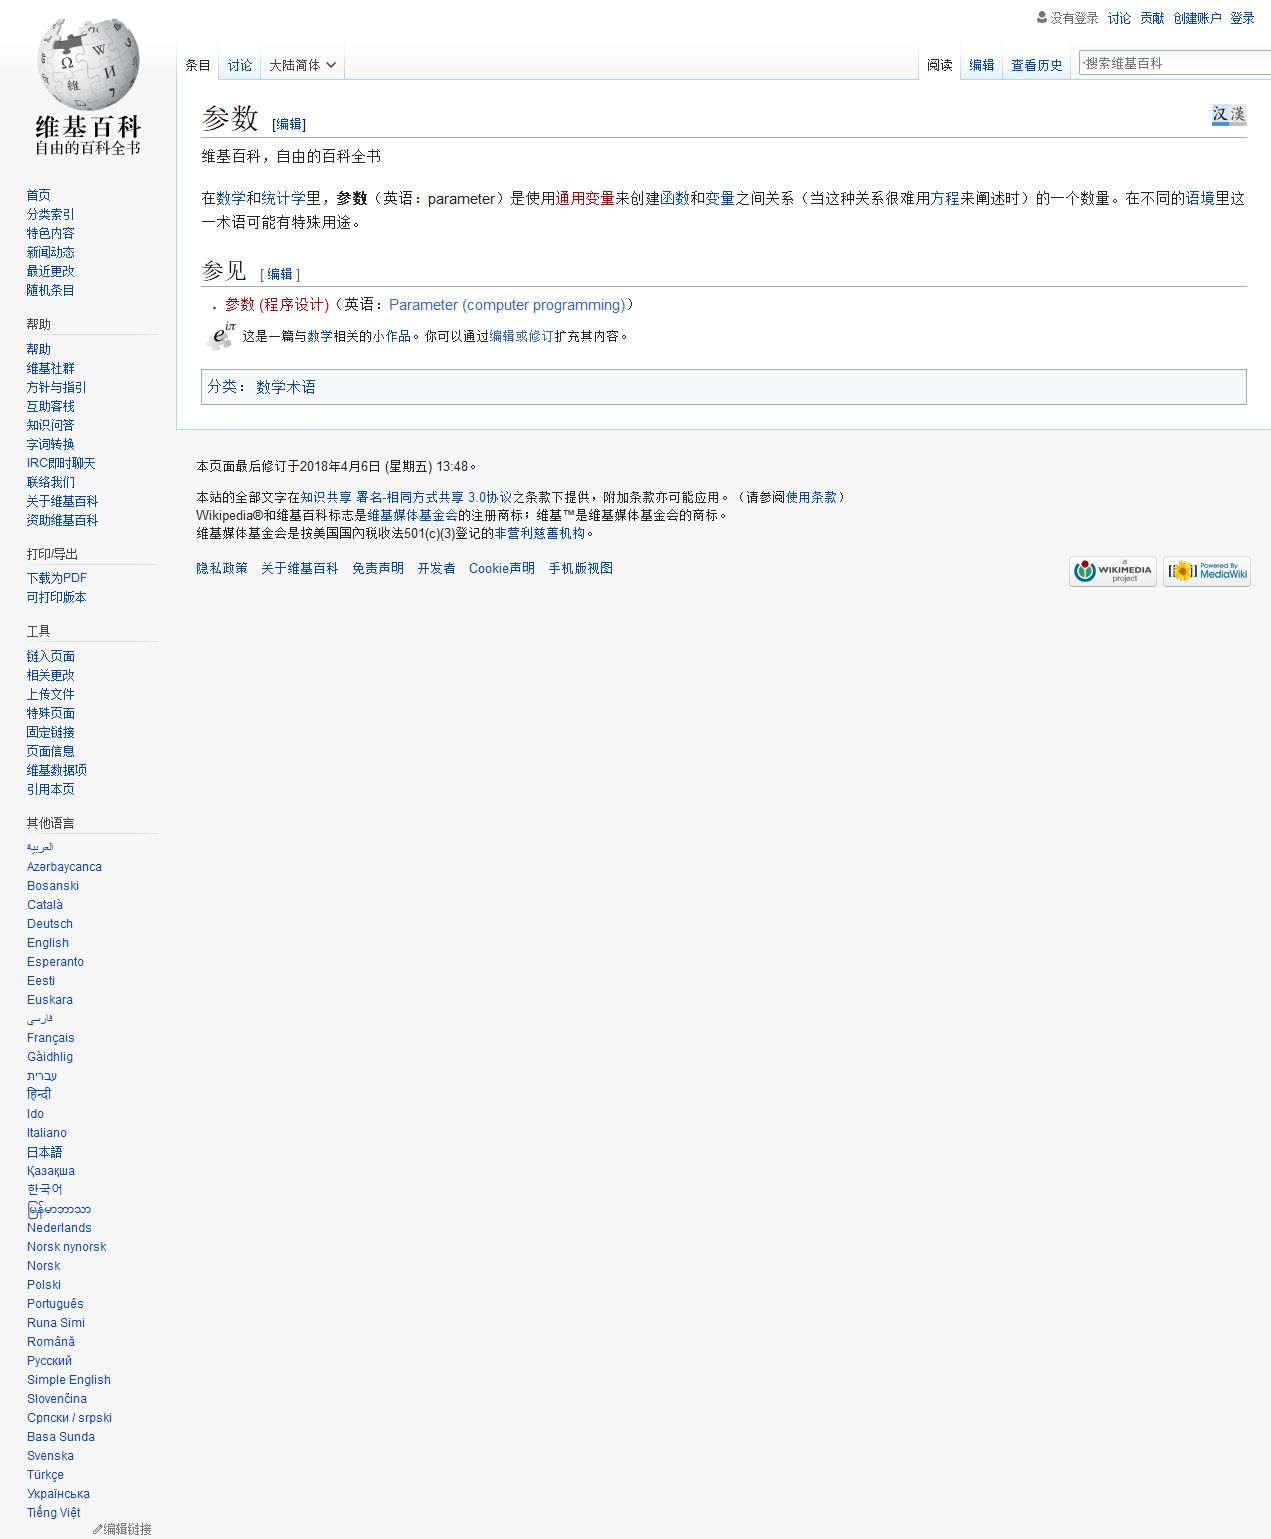 没有登录 讨论 贡献 创建账户 登录
条目 讨论 大陆简体 阅读 编辑 查看历史 搜索维基百科
维基百科
自由的百科全书
参数 [编辑]
汉 漢
维基百科，自由的百科全书
在数学和统计学里，参数（英语：parameter）是使用通用变量来创建函数和变量之间关系（当这种关系很难用方程来阐述时）的一个数量。在不同的语境里这
一术语可能有特殊用途。
参见 [ 编辑 ]
参数 (程序设计)（英语：Parameter (computer programming)）
e iπ 这是一篇与数学相关的小作品。你可以通过编辑或修订扩充其内容。
分类： 数学术语
本页面最后修订于2018年4月6日 (星期五) 13:48。
本站的全部文字在知识共享 署名-相同方式共享 3.0协议之条款下提供，附加条款亦可能应用。（请参阅使用条款）
Wikipedia®和维基百科标志是维基媒体基金会的注册商标；维基™是维基媒体基金会的商标。
维基媒体基金会是按美国国內税收法501(c)(3)登记的非营利慈善机构。
隐私政策 关于维基百科 免责声明 开发者 Cookie声明 手机版视图
a WIKIMEDIA project
Powered By MediaWiki
首页
分类索引
特色内容
新闻动态
最近更改
随机条目
帮助
帮助
维基社群
方针与指引
互助客栈
知识问答
字词转换
IRC即时聊天
联络我们
关于维基百科
资助维基百科
打印/导出
下载为PDF
可打印版本
工具
链入页面
相关更改
上传文件
特殊页面
固定链接
页面信息
维基数据项
引用本页
其他语言
العربية
Azərbaycanca
Bosanski
Català
Deutsch
English
Esperanto
Eesti
Euskara
فارسی
Français
Gàidhlig
עברית
हिन्दी
Ido
Italiano
日本語
Қазақша
한국어
မြန်မာဘာသာ
Nederlands
Norsk nynorsk
Norsk
Polski
Português
Runa Simi
Română
Русский
Simple English
Slovenčina
Српски / srpski
Basa Sunda
Svenska
Türkçe
Українська
Tiếng Việt
编辑链接